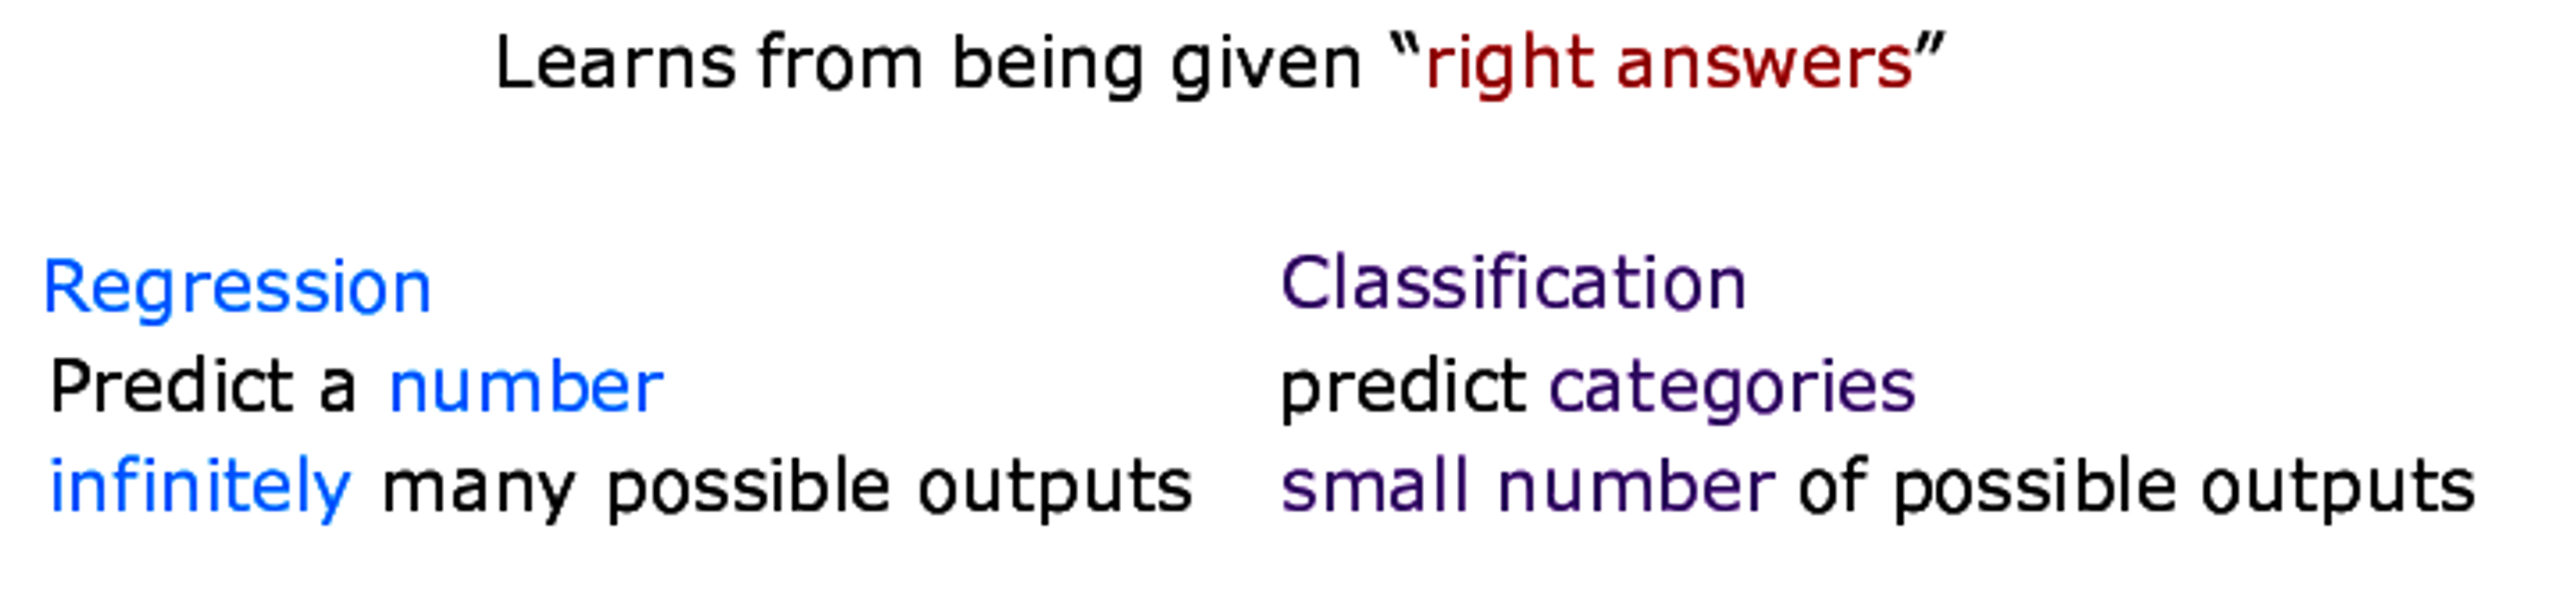 Learns from being given “right answers”
Regression
Predict a number
infinitely many possible outputs
Classification
predict categories
small number of possible outputs